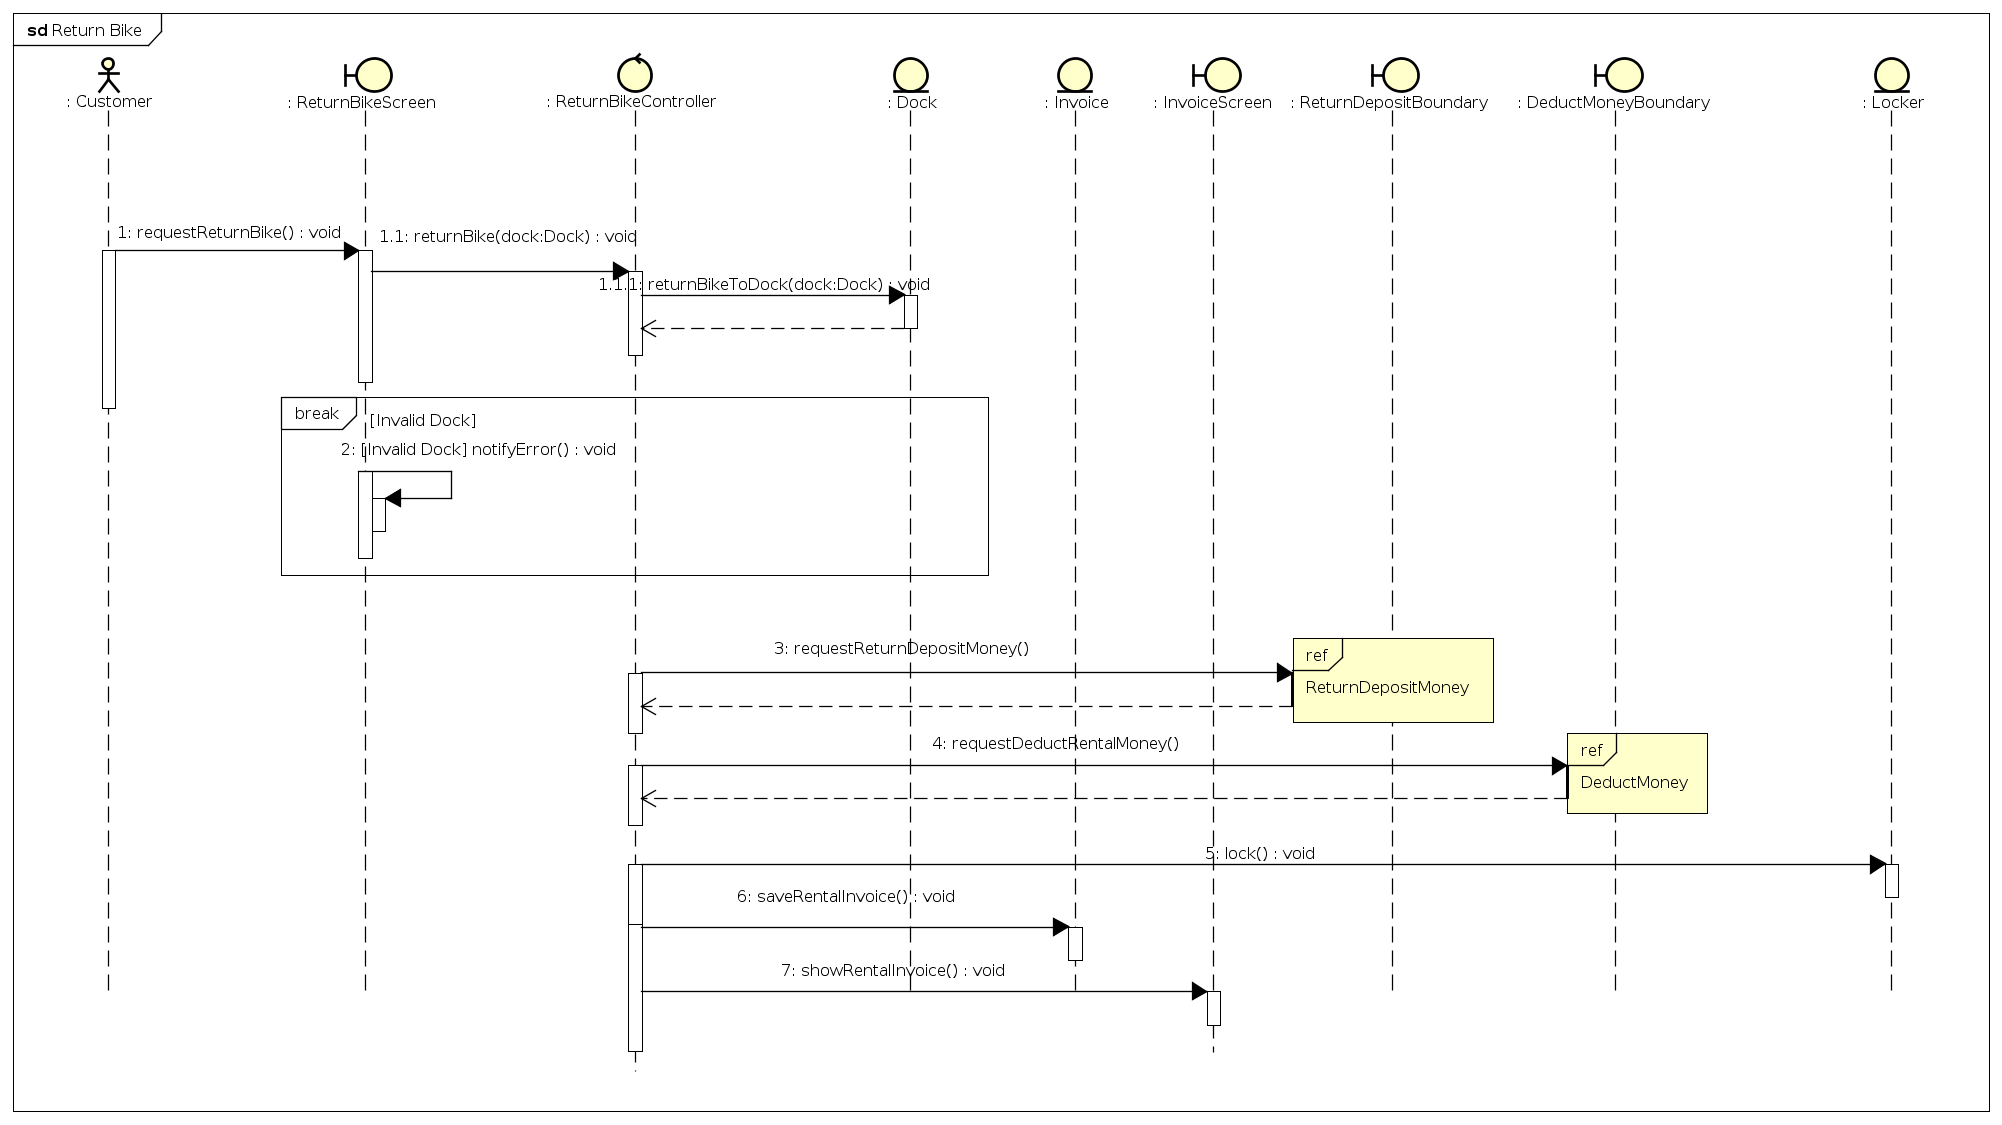 sd Return Bike
: Customer
: ReturnBikeScreen
: ReturnBikeController
: Dock
: Invoice
: InvoiceScreen
: ReturnDepositBoundary
: DeductMoneyBoundary
: Locker
1: requestReturnBike() : void
1.1: returnBike(dock:Dock) : void
1.1.1: returnBikeToDock(dock:Dock) : void
break
[Invalid Dock]
2: [Invalid Dock] notifyError() : void
3: requestReturnDepositMoney()
ref
ReturnDepositMoney
4: requestDeductRentalMoney()
ref
DeductMoney
5: lock() : void
6: saveRentalInvoice() : void
7: showRentalInvoice() : void